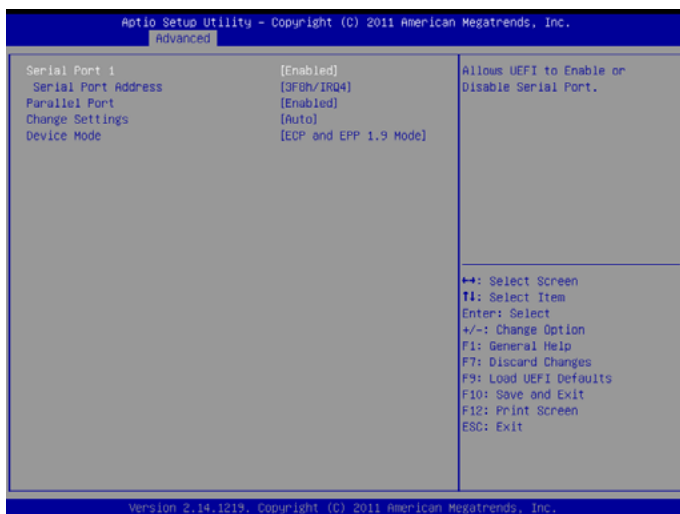 Aptio Setup Utility – Copyright (C) 2011 American Megatrends, Inc.
Advanced
Serial Port 1 [Enabled]
Serial Port Address [3F8h/IRQ4]
Parallel Port [Enabled]
Change Settings [Auto]
Device Mode [ECP and EPP 1.9 Mode]
Allows UEFI to Enable or
Disable Serial Port.
↔: Select Screen
↑↓: Select Item
Enter: Select
+/-: Change Option
F1: General Help
F7: Discard Changes
F9: Load UEFI Defaults
F10: Save and Exit
F12: Print Screen
ESC: Exit
Version 2.14.1219. Copyright (C) 2011 American Megatrends, Inc.